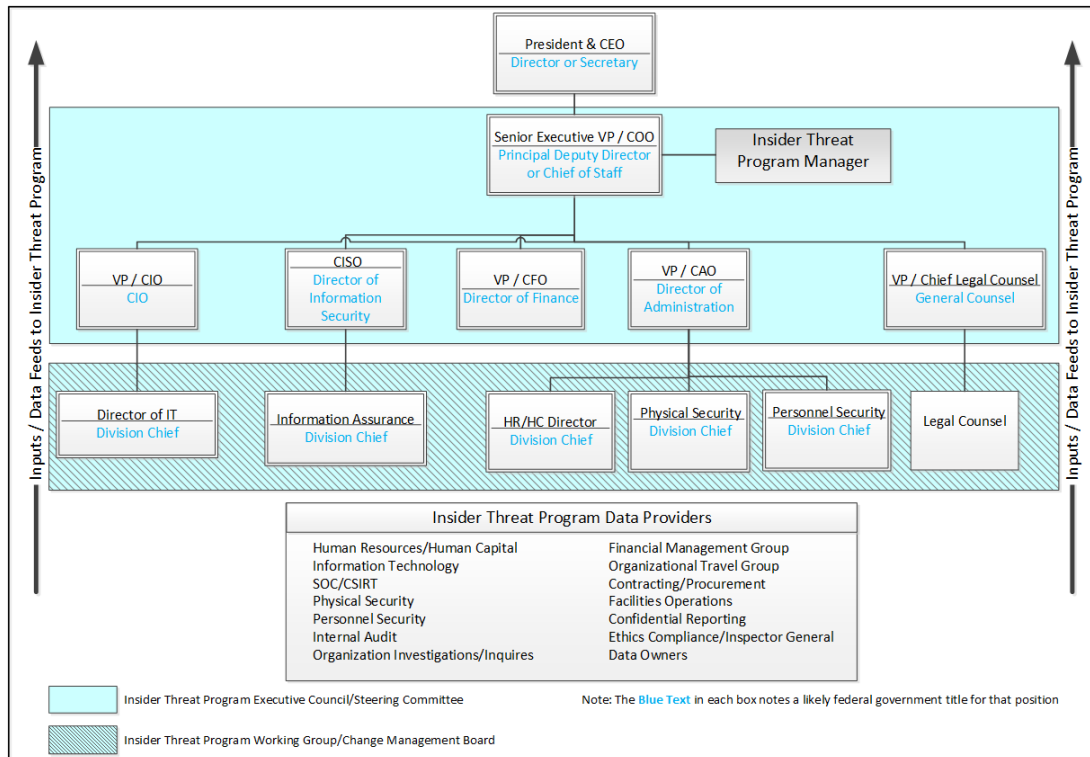 President & CEO
Director or Secretary
Inputs / Data Feeds to Insider Threat Program
Inputs / Data Feeds to Insider Threat Program
Senior Executive VP / COO
Principal Deputy Director
or Chief of Staff
Insider Threat
Program Manager
VP / CIO
CIO
CISO
Director of
Information
Security
VP / CFO
Director of Finance
VP / CAO
Director of
Administration
VP / Chief Legal Counsel
General Counsel
Director of IT
Division Chief
Information Assurance
Division Chief
HR/HC Director
Division Chief
Physical Security
Division Chief
Personnel Security
Division Chief
Legal Counsel
Insider Threat Program Data Providers
Human Resources/Human Capital
Information Technology
SOC/CSIRT
Physical Security
Personnel Security
Internal Audit
Organization Investigations/Inquires
Financial Management Group
Organizational Travel Group
Contracting/Procurement
Facilities Operations
Confidential Reporting
Ethics Compliance/Inspector General
Data Owners
Insider Threat Program Executive Council/Steering Committee
Note: The Blue Text in each box notes a likely federal government title for that position
Insider Threat Program Working Group/Change Management Board